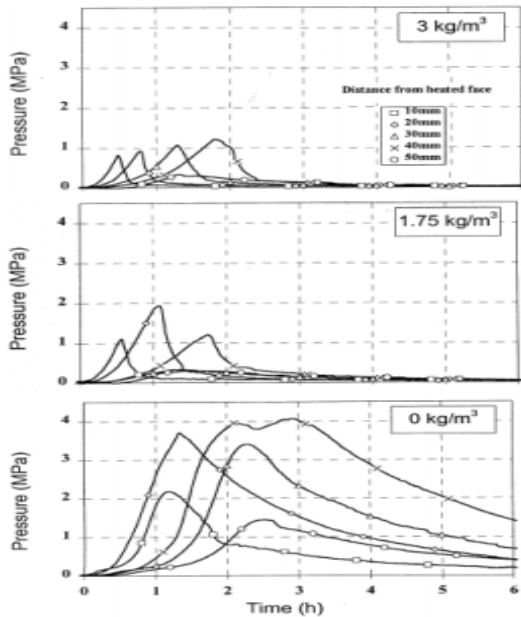 4
3 kg/m³
3
Distance from heated face
10mm
20mm
30mm
40mm
50mm
2
1
0
Pressure (MPa)
4
1.75 kg/m³
3
2
1
0
Pressure (MPa)
4
0 kg/m³
3
2
1
0
Pressure (MPa)
0 1 2 3 4 5 6
Time (h)